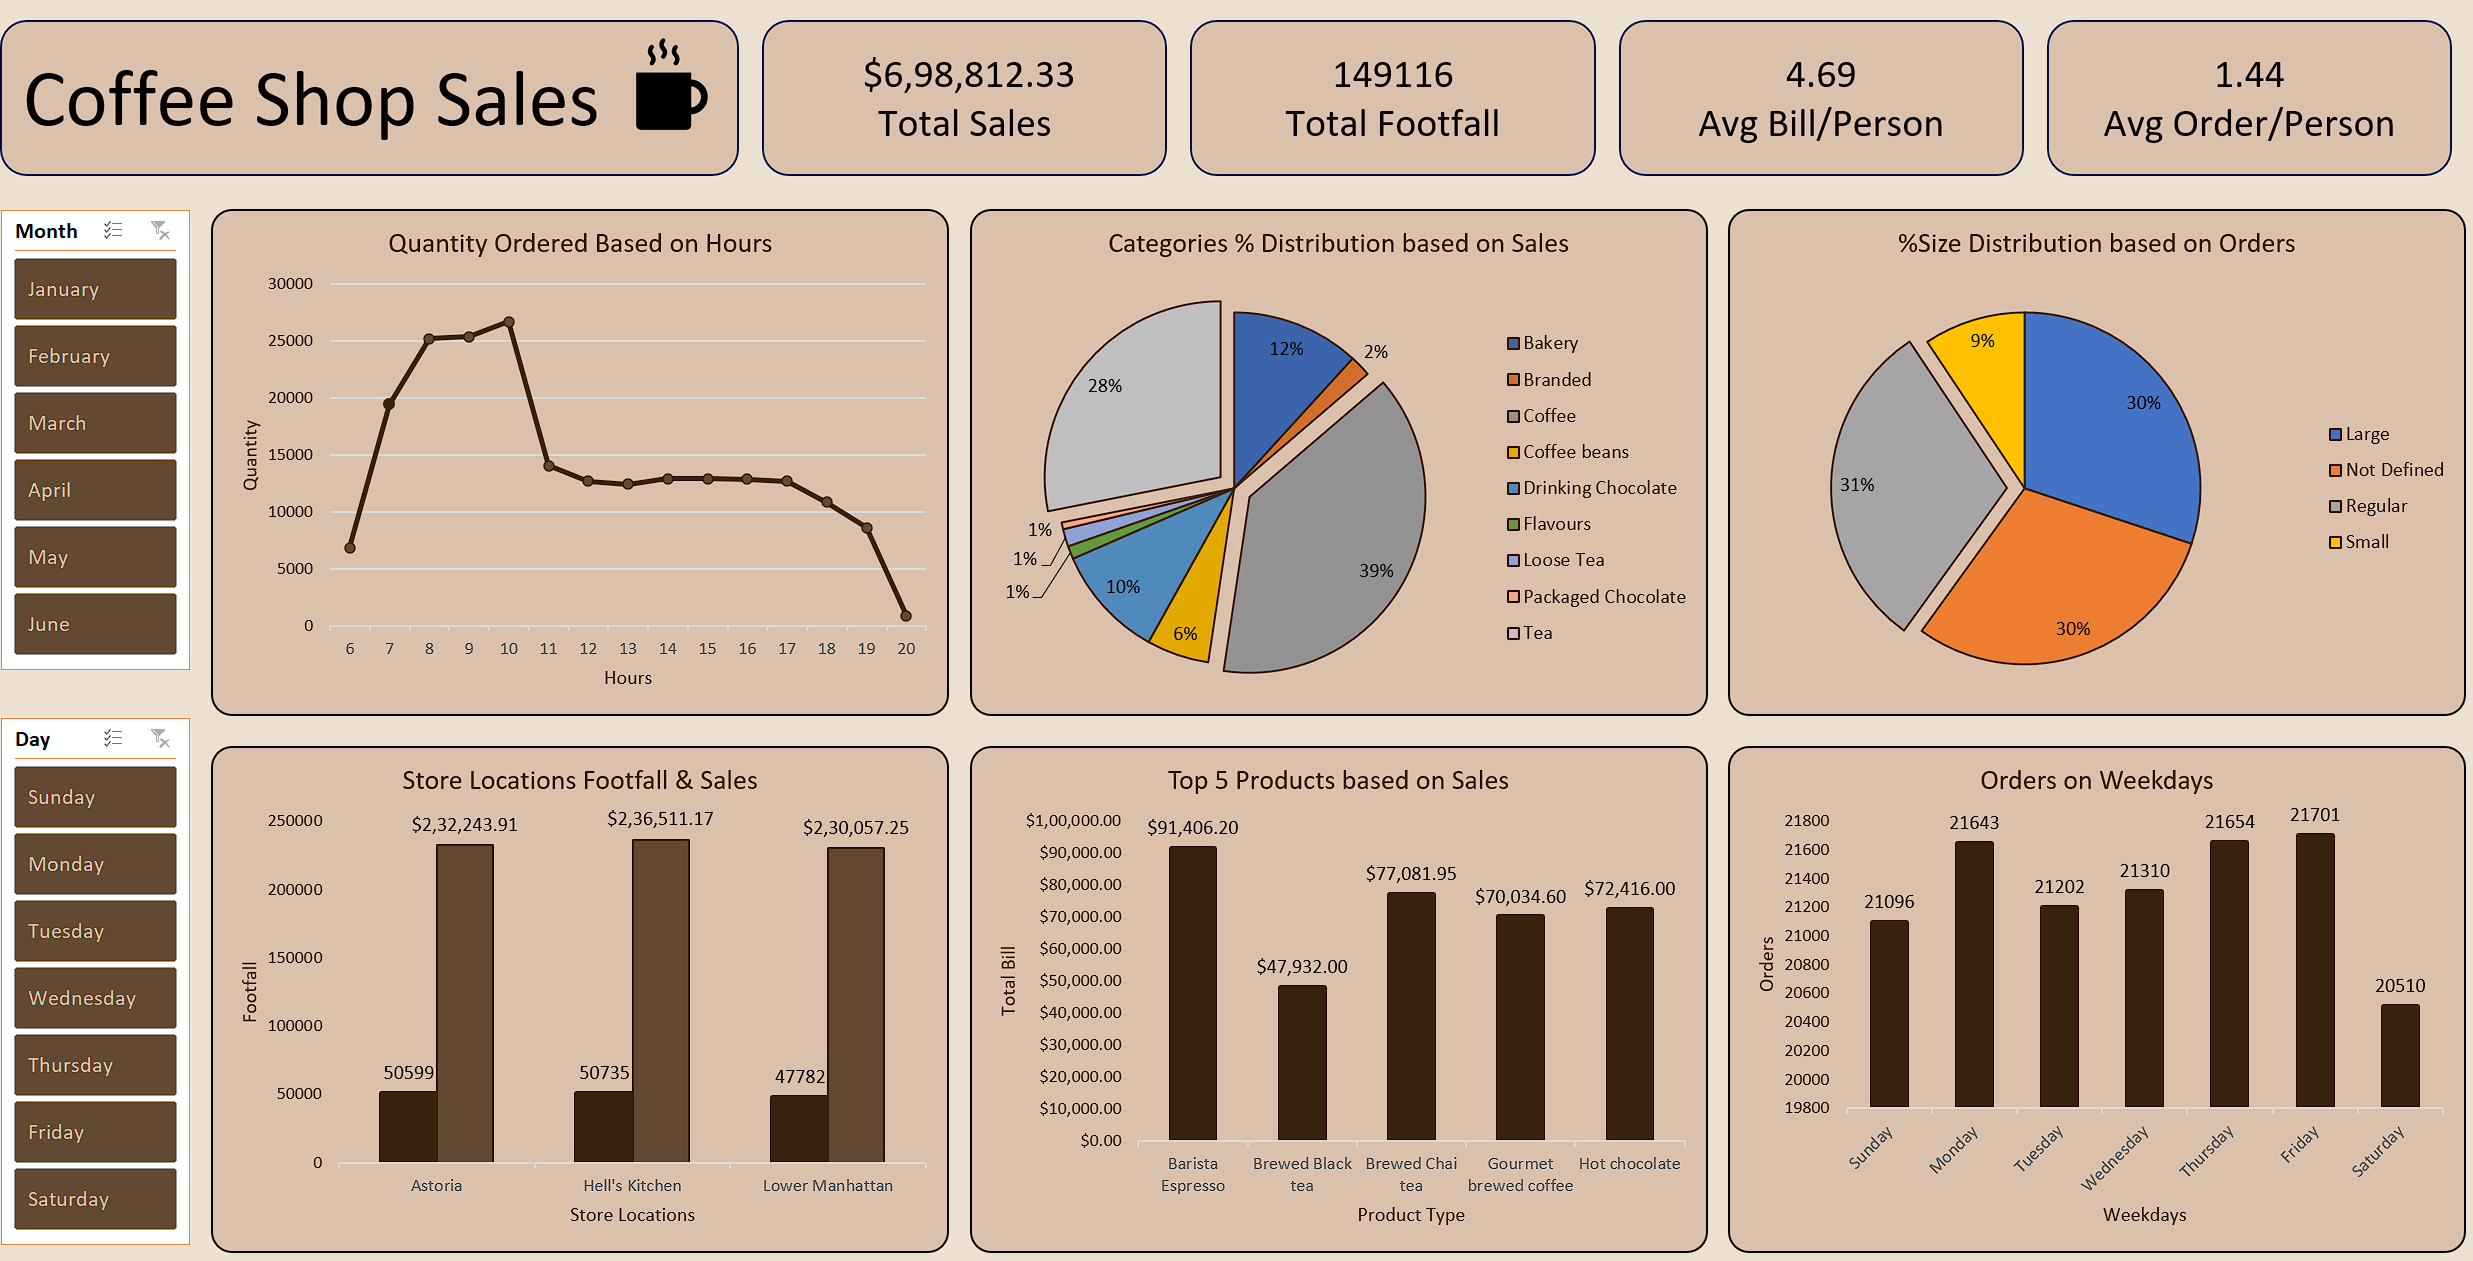 Coffee Shop Sales
$6,98,812.33
Total Sales
149116
Total Footfall
4.69
Avg Bill/Person
1.44
Avg Order/Person
Month
January
February
March
April
May
June
Day
Sunday
Monday
Tuesday
Wednesday
Thursday
Friday
Saturday
Quantity Ordered Based on Hours
30000
25000
20000
15000
10000
5000
0
Quantity
6 7 8 9 10 11 12 13 14 15 16 17 18 19 20
Hours
Categories % Distribution based on Sales
12%
2%
28%
39%
1%
1%
1%
10%
6%
Bakery
Branded
Coffee
Coffee beans
Drinking Chocolate
Flavours
Loose Tea
Packaged Chocolate
Tea
%Size Distribution based on Orders
9%
30%
31%
30%
Large
Not Defined
Regular
Small
Store Locations Footfall & Sales
250000
200000
150000
100000
50000
0
Footfall
$2,32,243.91
$2,36,511.17
$2,30,057.25
50599
50735
47782
Astoria
Hell's Kitchen
Lower Manhattan
Store Locations
Top 5 Products based on Sales
$1,00,000.00
$90,000.00
$80,000.00
$70,000.00
$60,000.00
$50,000.00
$40,000.00
$30,000.00
$20,000.00
$10,000.00
$0.00
Total Bill
$91,406.20
$47,932.00
$77,081.95
$70,034.60
$72,416.00
Barista
Espresso
Brewed Black
tea
Brewed Chai
tea
Gourmet
brewed coffee
Hot chocolate
Product Type
Orders on Weekdays
21800
21600
21400
21200
21000
20800
20600
20400
20200
20000
19800
Orders
21096
21643
21202
21310
21654
21701
20510
Sunday
Monday
Tuesday
Wednesday
Thursday
Friday
Saturday
Weekdays